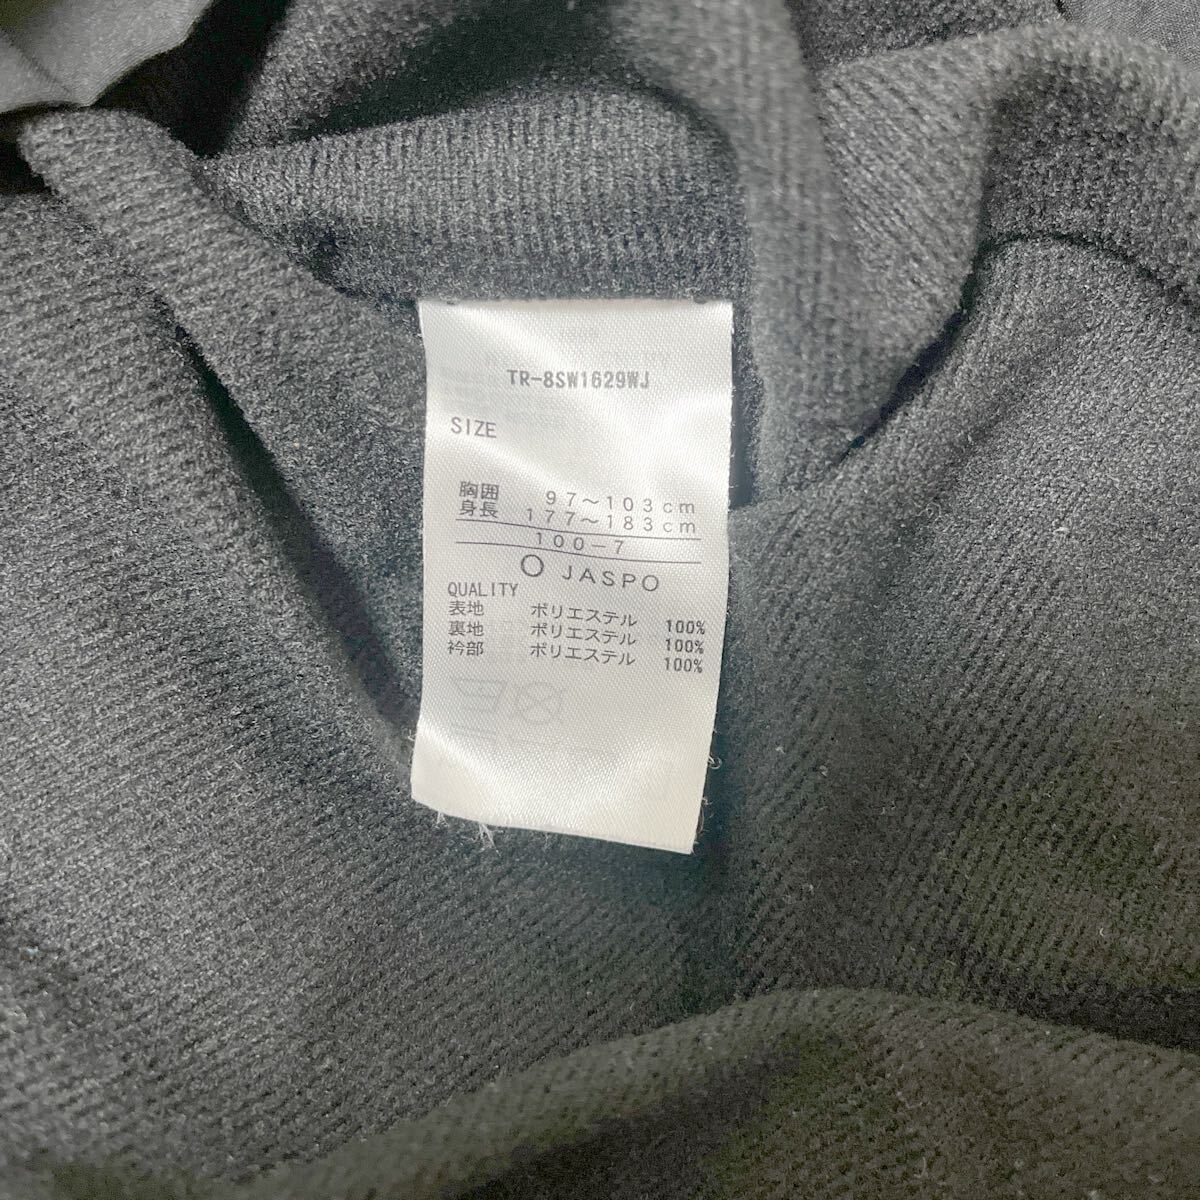 TR-8SW1629WJ
SIZE
胸囲 97～103cm
身長 177～183cm
100-7
O JASPO
QUALITY
表地 ポリエステル 100%
裏地 ポリエステル 100%
衿部 ポリエステル 100%